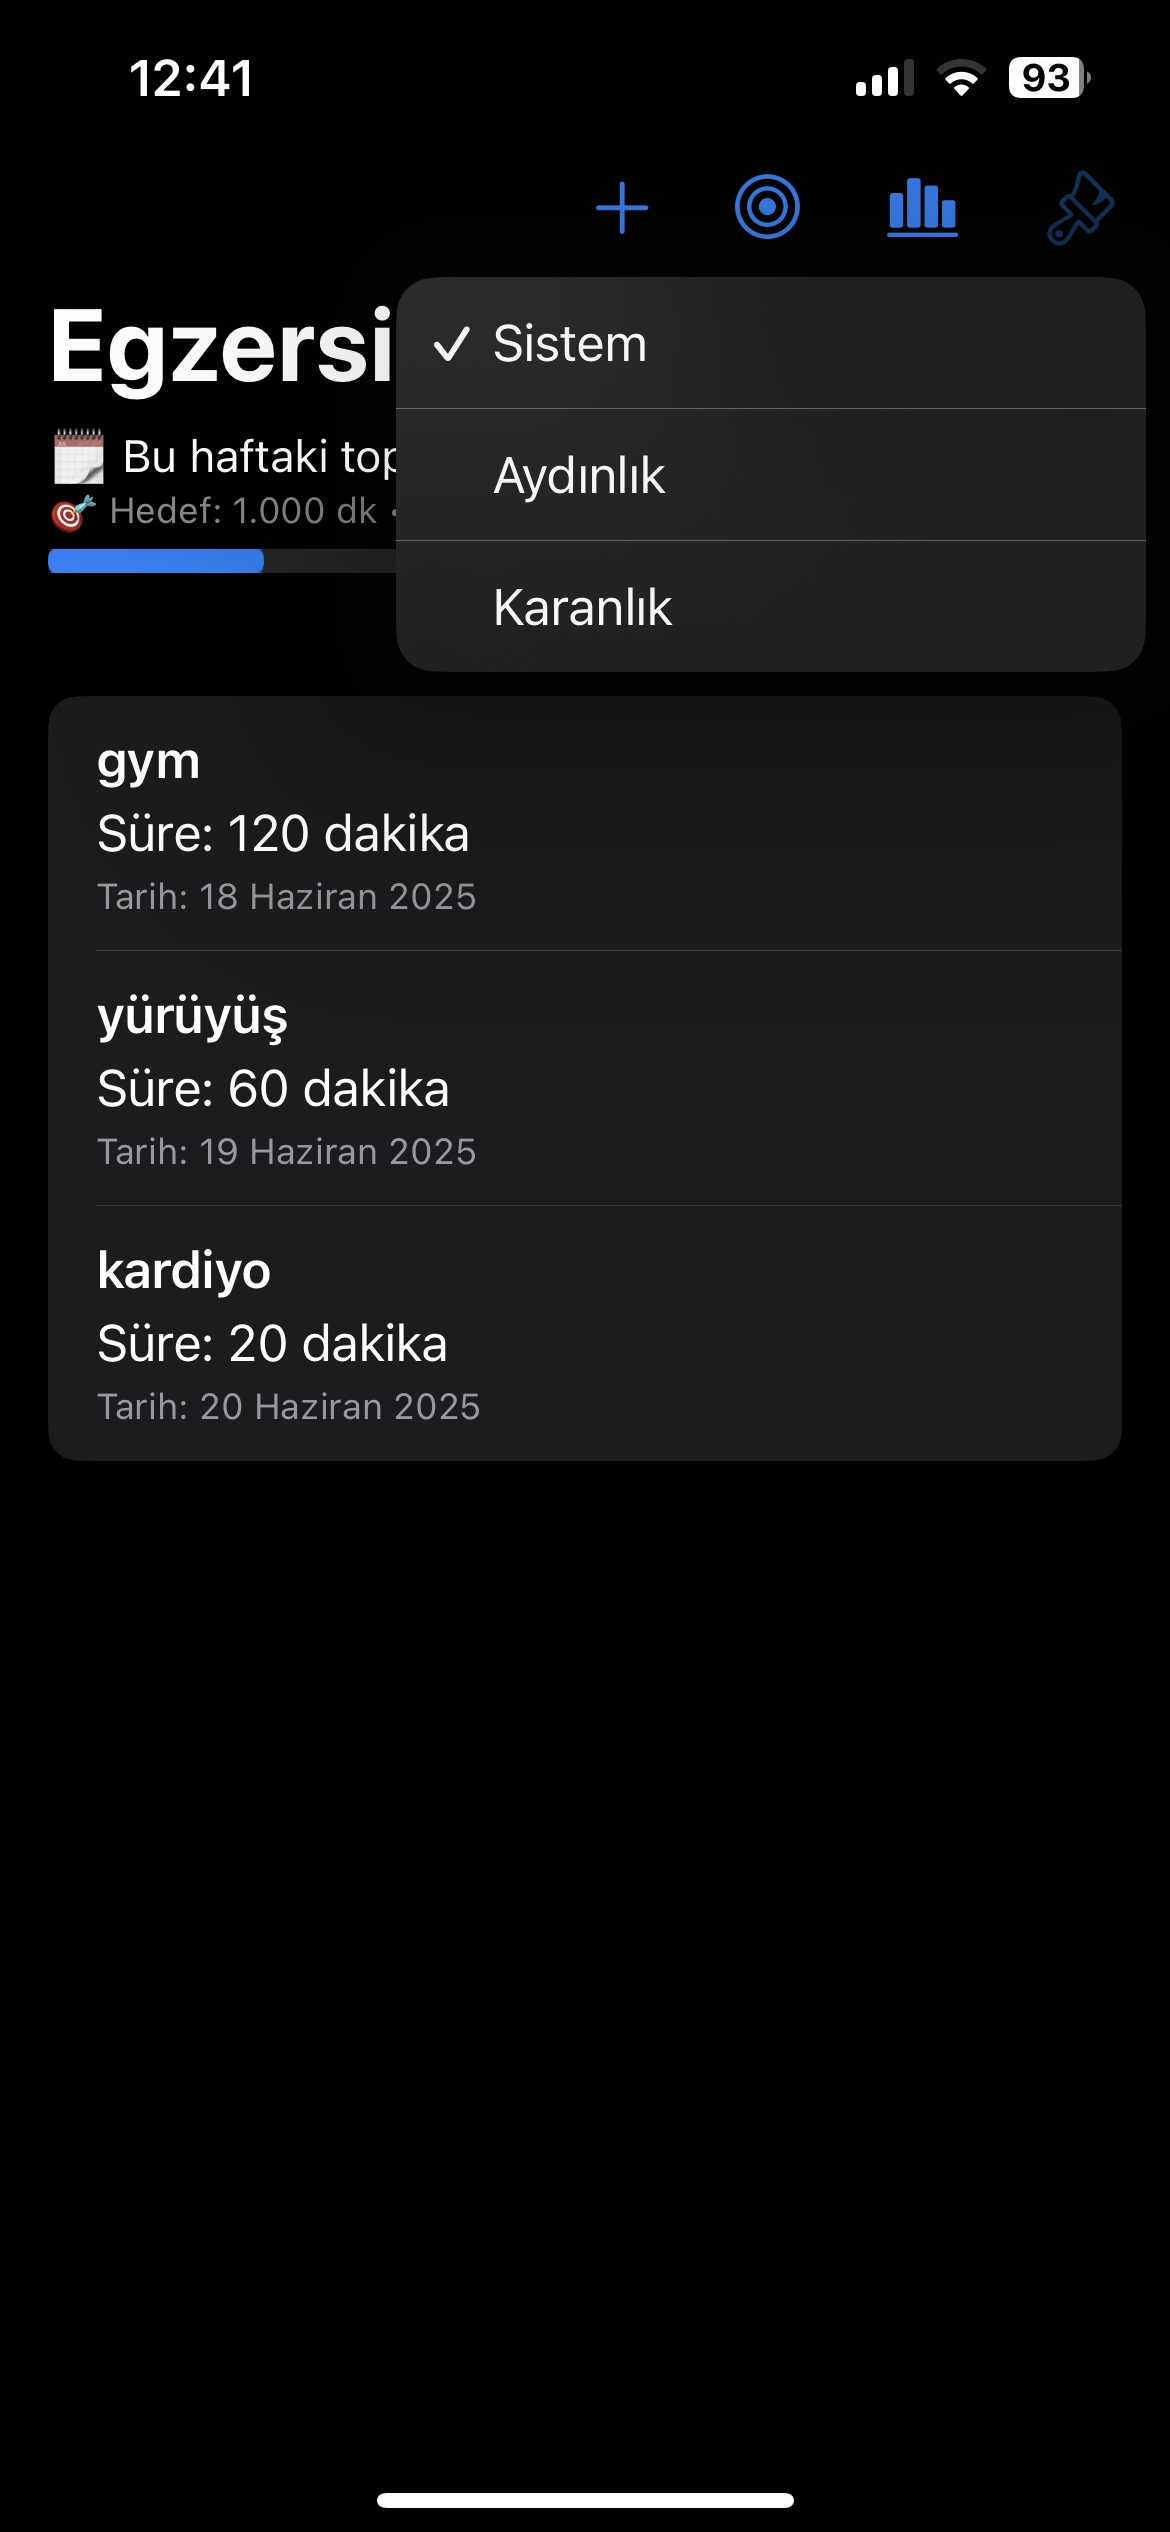 12:41
93
Egzersi
Sistem
Aydınlık
Karanlık
Bu haftaki
Hedef: 1.000 dk
gym
Süre: 120 dakika
Tarih: 18 Haziran 2025
yürüyüş
Süre: 60 dakika
Tarih: 19 Haziran 2025
kardiyo
Süre: 20 dakika
Tarih: 20 Haziran 2025